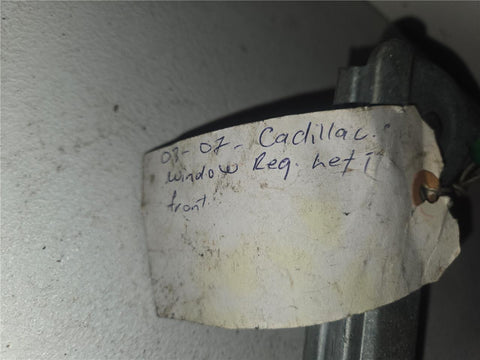 03-07- Cadillac.
window Reg. Left
front.